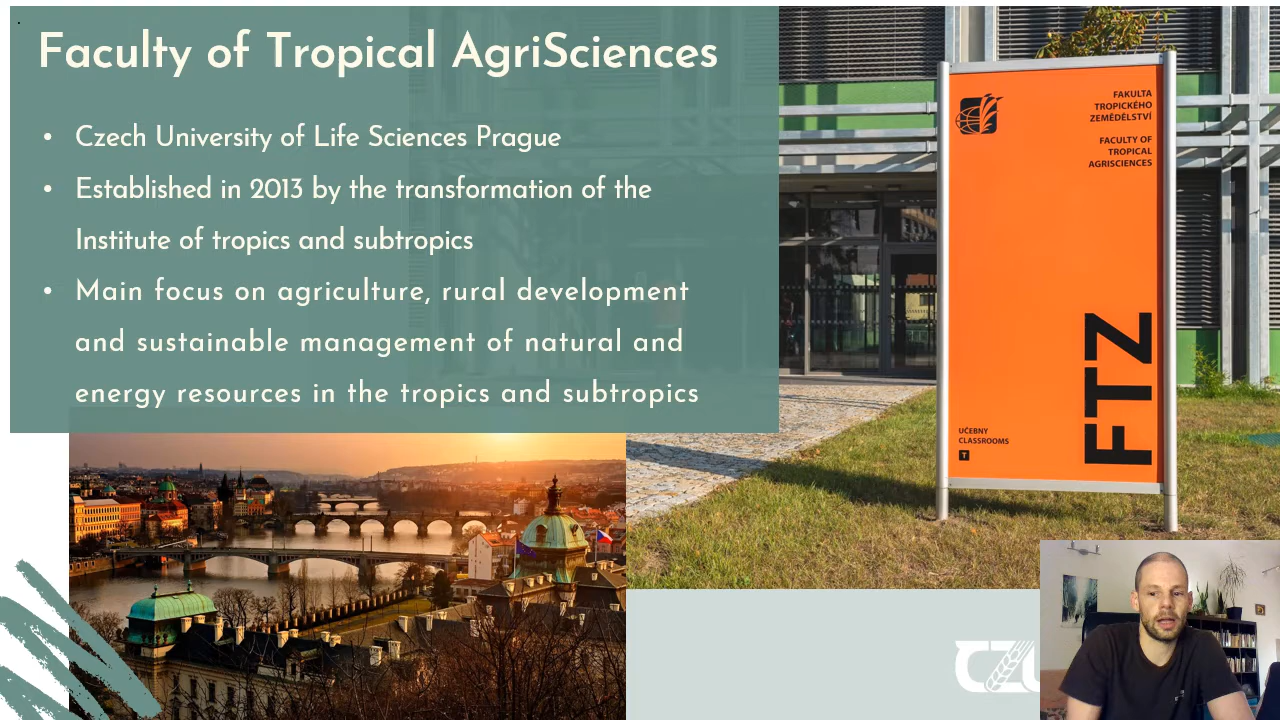 Faculty of Tropical AgriSciences
• Czech University of Life Sciences Prague
• Established in 2013 by the transformation of the
Institute of tropics and subtropics
• Main focus on agriculture, rural development
and sustainable management of natural and
energy resources in the tropics and subtropics
FAKULTA
TROPICKÉHO
ZEMĚDĚLSTVÍ
FACULTY OF
TROPICAL
AGRISCIENCES
FTZ
UČEBNY
CLASSROOMS
T
CZU